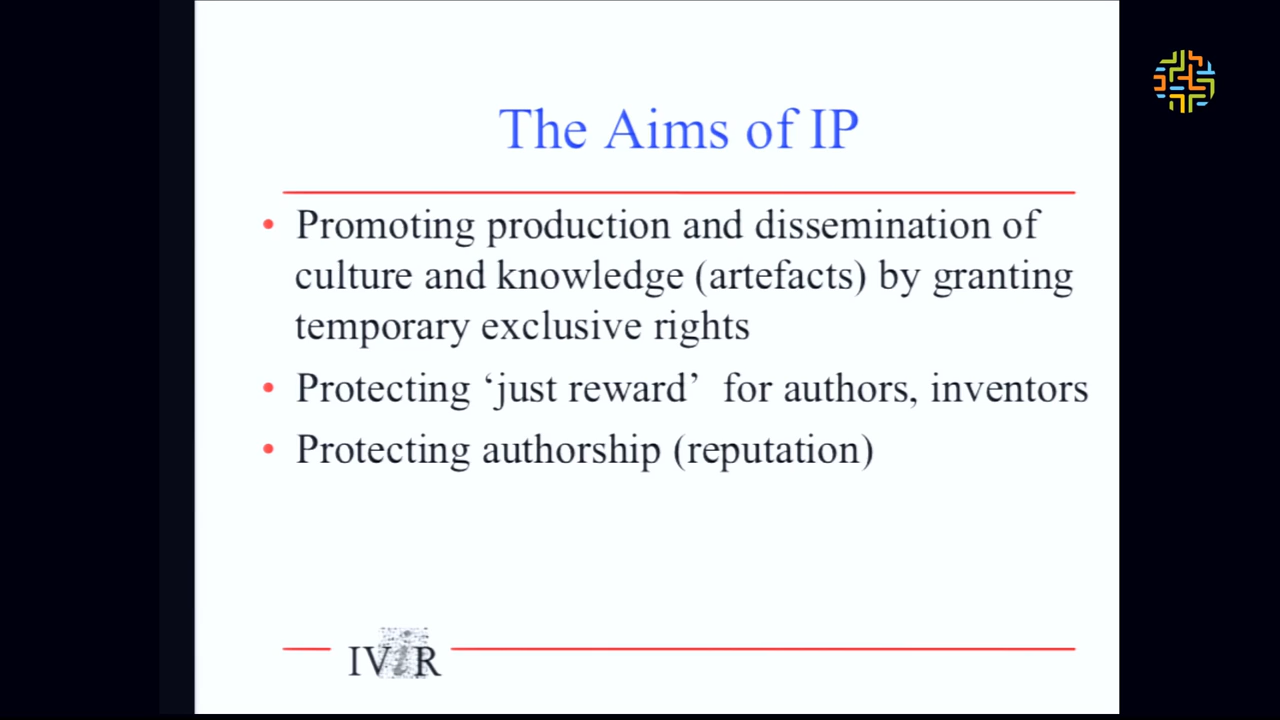 The Aims of IP
• Promoting production and dissemination of
culture and knowledge (artefacts) by granting
temporary exclusive rights
• Protecting ‘just reward’  for authors, inventors
• Protecting authorship (reputation)
IViR